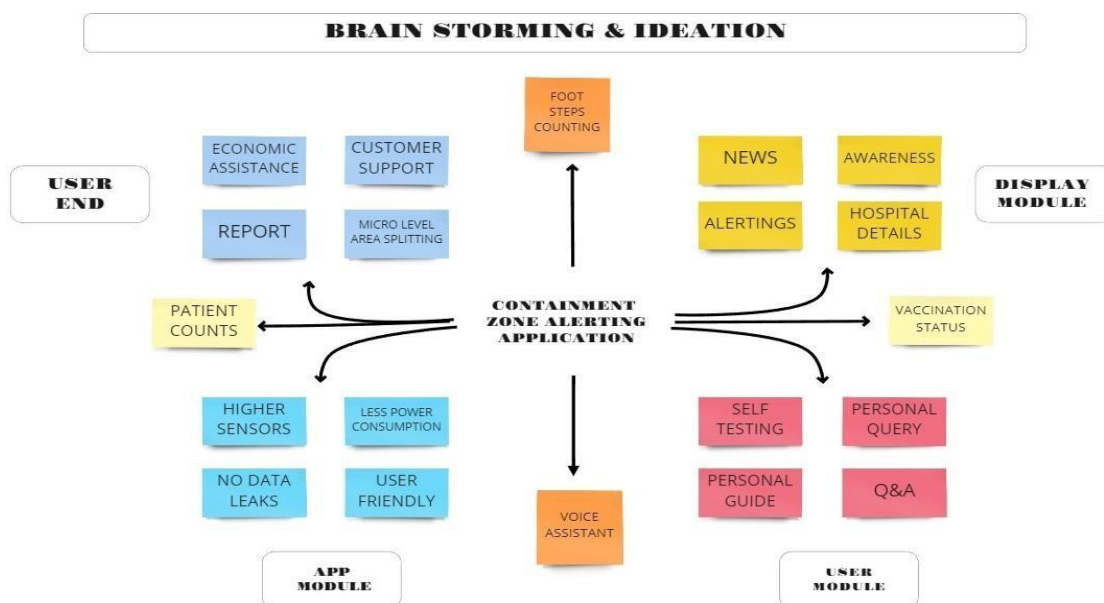 BRAIN STORMING & IDEATION
FOOT
STEPS
COUNTING
USER
END
ECONOMIC
ASSISTANCE
CUSTOMER
SUPPORT
REPORT
MICRO LEVEL
AREA SPLITTING
NEWS
AWARENESS
ALERTINGS
HOSPITAL
DETAILS
DISPLAY
MODULE
PATIENT
COUNTS
CONTAINMENT
ZONE ALERTING
APPLICATION
VACCINATION
STATUS
HIGHER
SENSORS
LESS POWER
CONSUMPTION
NO DATA
LEAKS
USER
FRIENDLY
SELF
TESTING
PERSONAL
QUERY
PERSONAL
GUIDE
Q&A
VOICE
ASSISTANT
APP
MODULE
USER
MODULE